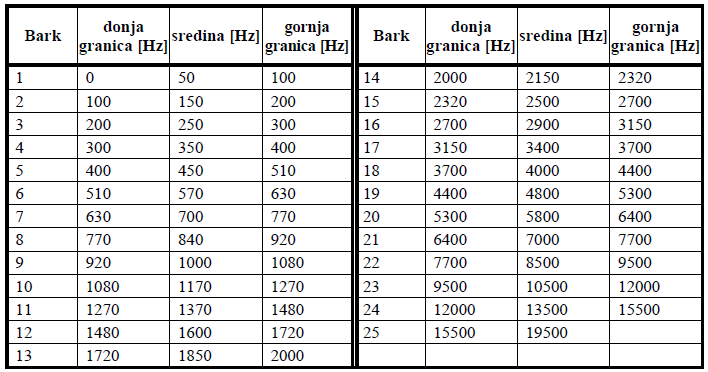 Bark donja granica [Hz] sredina [Hz] gornja granica [Hz] Bark donja granica [Hz] sredina [Hz] gornja granica [Hz]
1 0 50 100 14 2000 2150 2320
2 100 150 200 15 2320 2500 2700
3 200 250 300 16 2700 2900 3150
4 300 350 400 17 3150 3400 3700
5 400 450 510 18 3700 4000 4400
6 510 570 630 19 4400 4800 5300
7 630 700 770 20 5300 5800 6400
8 770 840 920 21 6400 7000 7700
9 920 1000 1080 22 7700 8500 9500
10 1080 1170 1270 23 9500 10500 12000
11 1270 1370 1480 24 12000 13500 15500
12 1480 1600 1720 25 15500 19500
13 1720 1850 2000